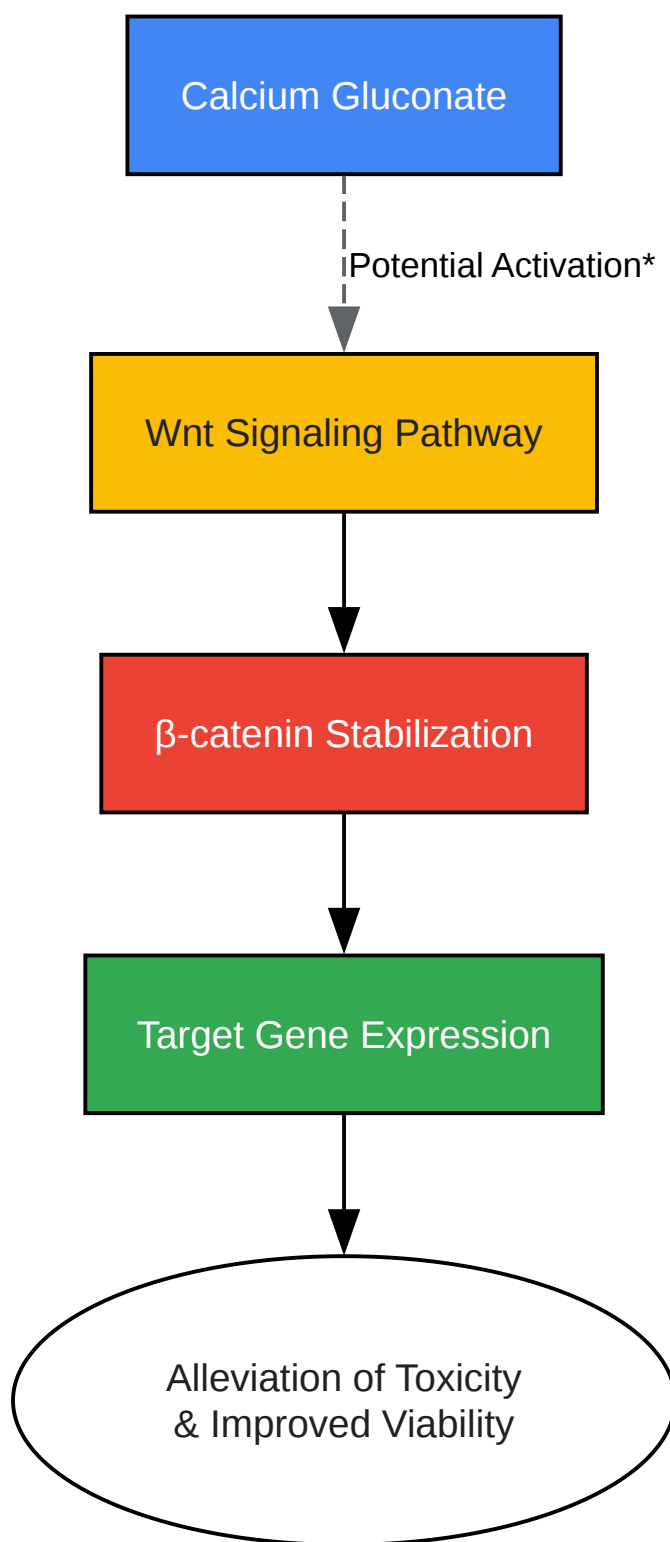 Calcium Gluconate
Potential Activation*
Wnt Signaling Pathway
β-catenin Stabilization
Target Gene Expression
Alleviation of Toxicity
& Improved Viability